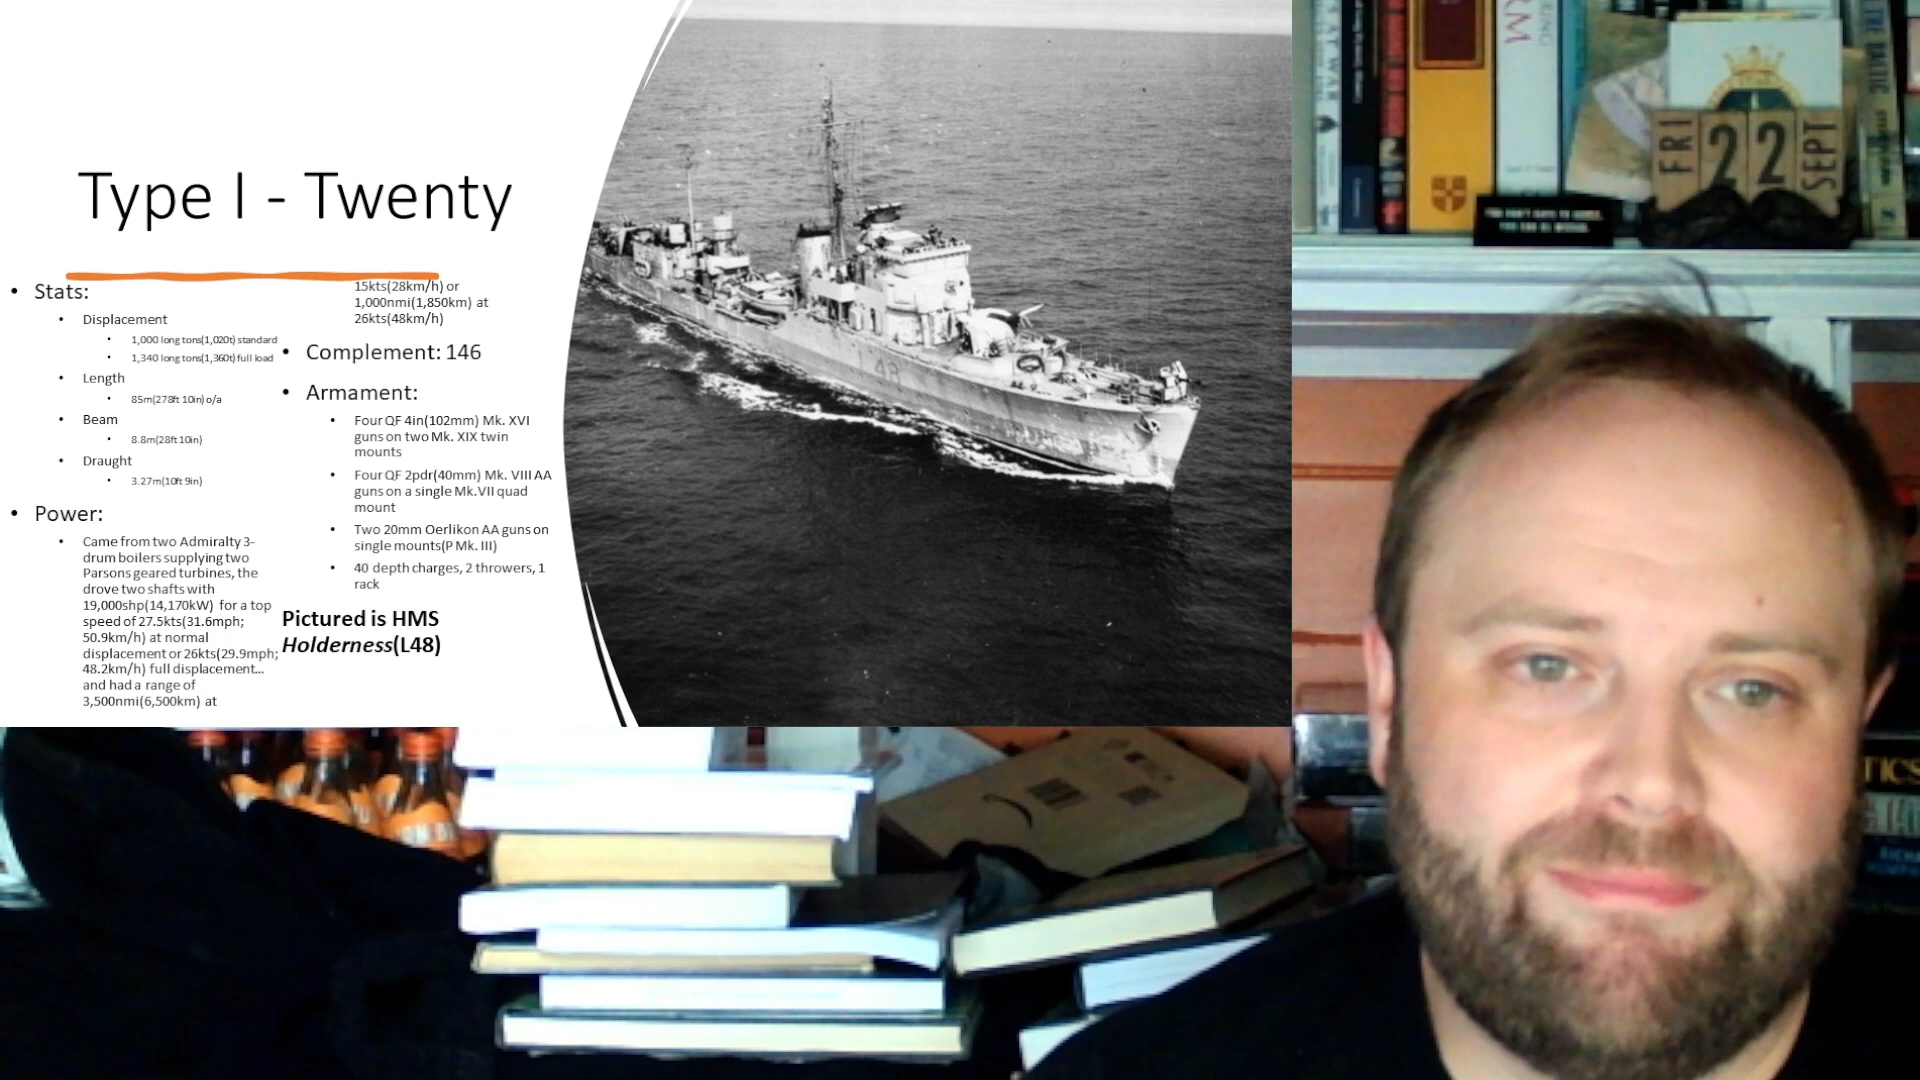 Type I - Twenty
• Stats:
• Displacement
• 1,000 long tons(1,020t) standard
• 1,340 long tons(1,360t) full load
• Length
• 85m(278ft 10in) o/a
• Beam
• 8.8m(28ft 10in)
• Draught
• 3.27m(10ft 9in)
• Power:
• Came from two Admiralty 3-
drum boilers supplying two
Parsons geared turbines, the
drove two shafts with
19,000shp(14,170kW) for a top
speed of 27.5kts(31.6mph;
50.9km/h) at normal
displacement or 26kts(29.9mph;
48.2km/h) full displacement...
and had a range of
3,500nmi(6,500km) at
15kts(28km/h) or
1,000nmi(1,850km) at
26kts(48km/h)
• Complement: 146
• Armament:
• Four QF 4in(102mm) Mk. XVI
guns on two Mk. XIX twin
mounts
• Four QF 2pdr(40mm) Mk. VIII AA
guns on a single Mk.VII quad
mount
• Two 20mm Oerlikon AA guns on
single mounts(P Mk. III)
• 40 depth charges, 2 throwers, 1
rack
Pictured is HMS
Holderness(L48)
L 48
FRI
22
SEPT